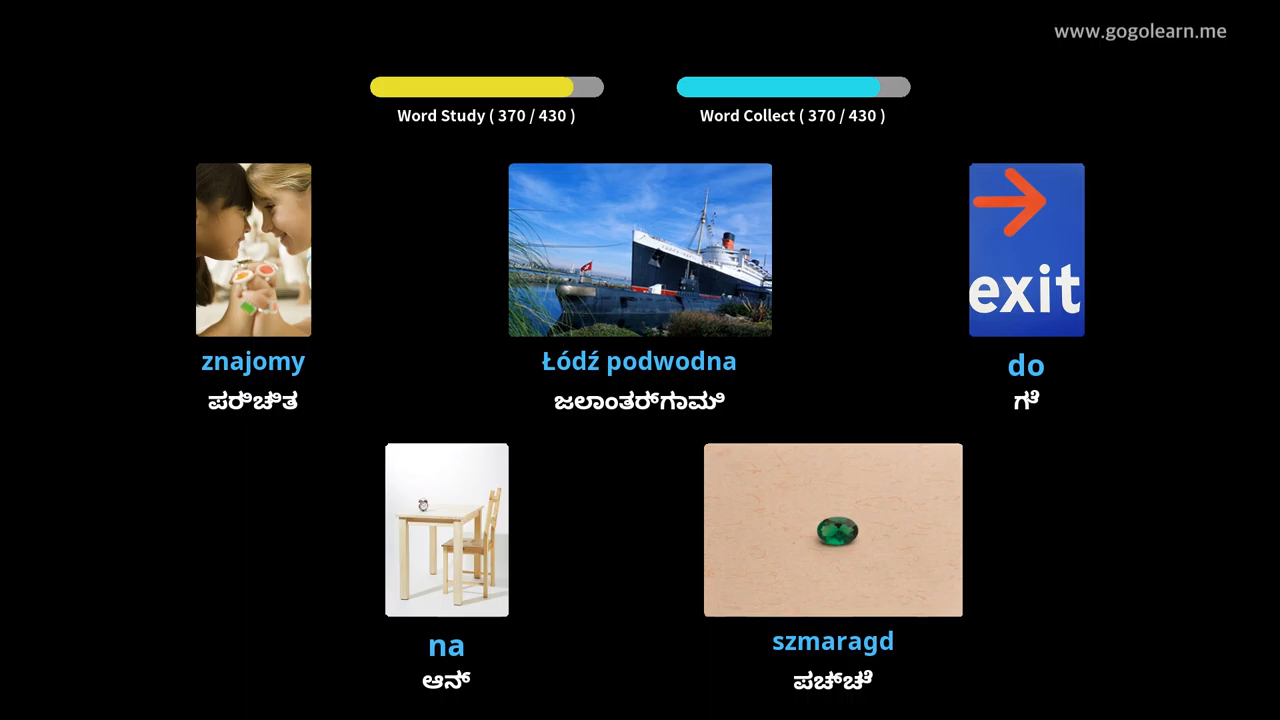 www.gogolearn.me
Word Study ( 370 / 430 )
Word Collect ( 370 / 430 )
exit
znajomy
ಪರಿಚಿತ
Łódź podwodna
ಜಲಾಂತರ್ಗಾಮಿ
do
ಗೆ
na
ಆನ್
szmaragd
ಪಚ್ಚೆ